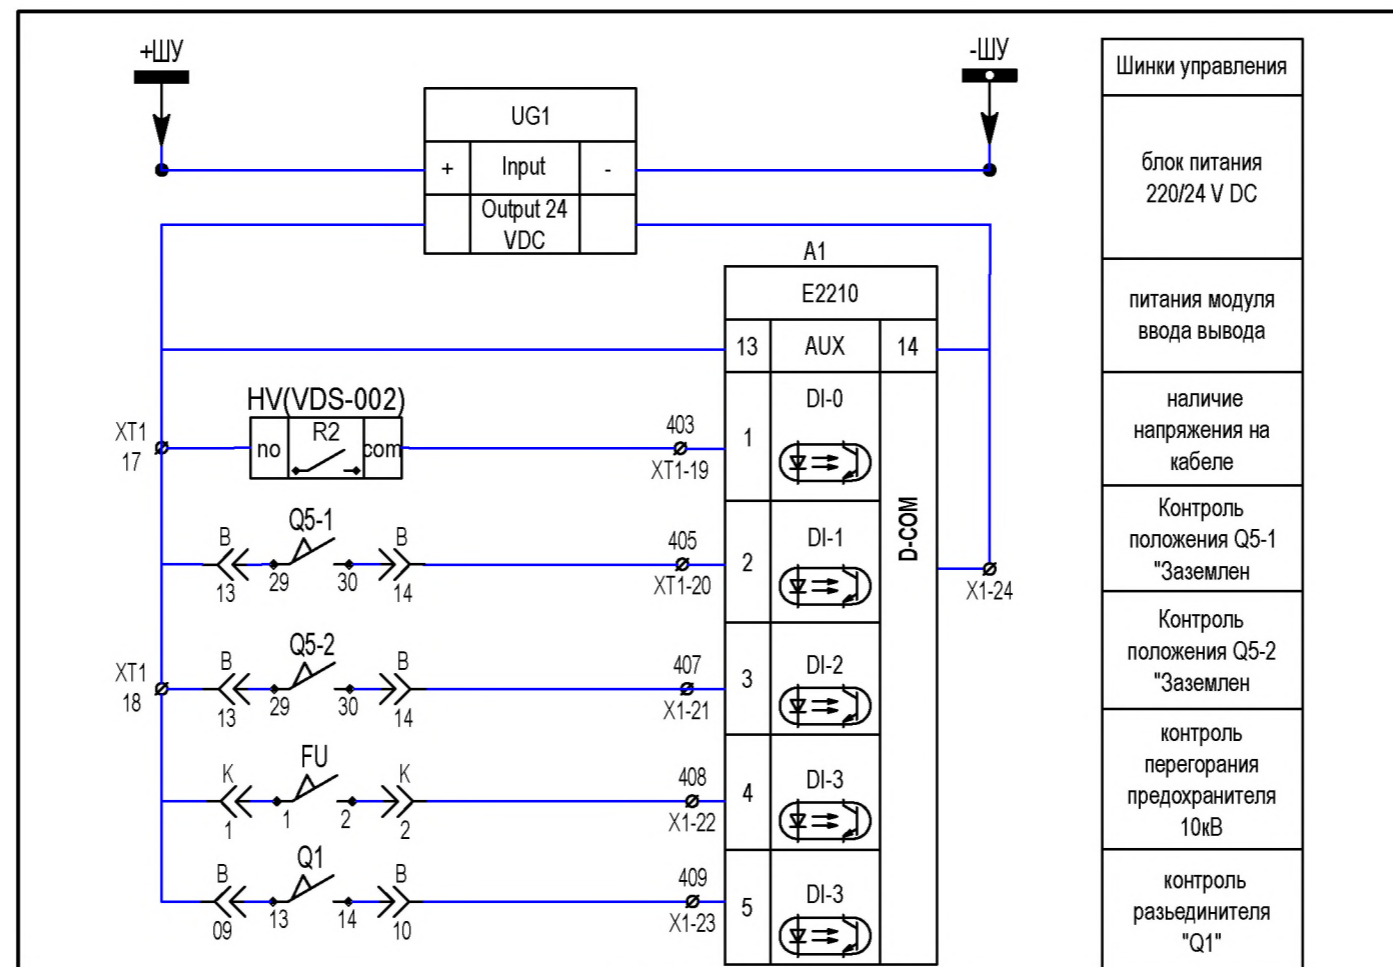 +ШУ
-ШУ
UG1
+ Input -
Output 24
VDC
A1
E2210
13 AUX 14
HV(VDS-002)
XT1
17
no R2 com
403
XT1-19
1
DI-0
B Q5-1 B
13 29 30 14
405
XT1-20
2
DI-1
D-COM
X1-24
XT1
18
B Q5-2 B
13 29 30 14
407
X1-21
3
DI-2
K FU K
1 1 2 2
408
X1-22
4
DI-3
B Q1 B
09 13 14 10
409
X1-23
5
DI-3
Шинки управления
блок питания
220/24 V DC
питания модуля
ввода вывода
наличие
напряжения на
кабеле
Контроль
положения Q5-1
"Заземлен
Контроль
положения Q5-2
"Заземлен
контроль
перегорания
предохранителя
10кВ
контроль
разьединителя
"Q1"